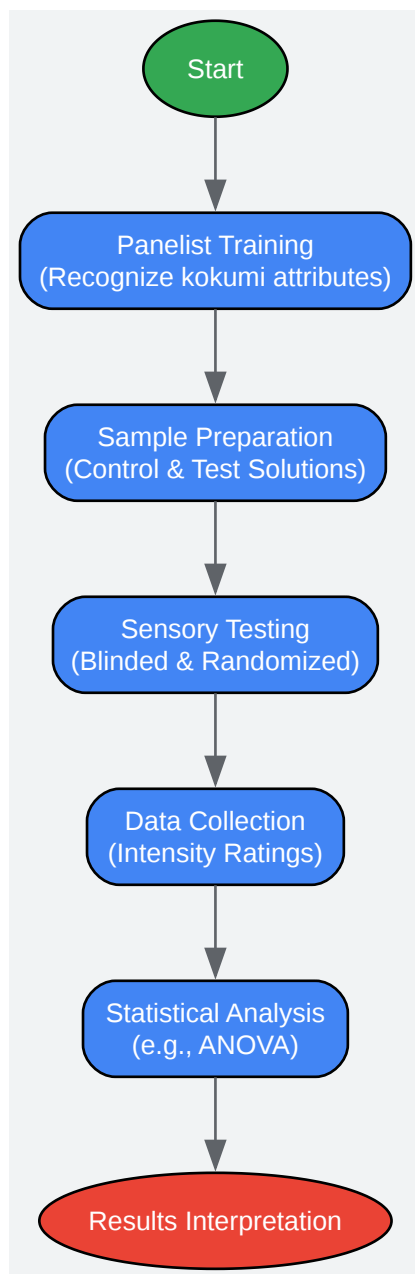 Start
Panelist Training
(Recognize kokumi attributes)
Sample Preparation
(Control & Test Solutions)
Sensory Testing
(Blinded & Randomized)
Data Collection
(Intensity Ratings)
Statistical Analysis
(e.g., ANOVA)
Results Interpretation